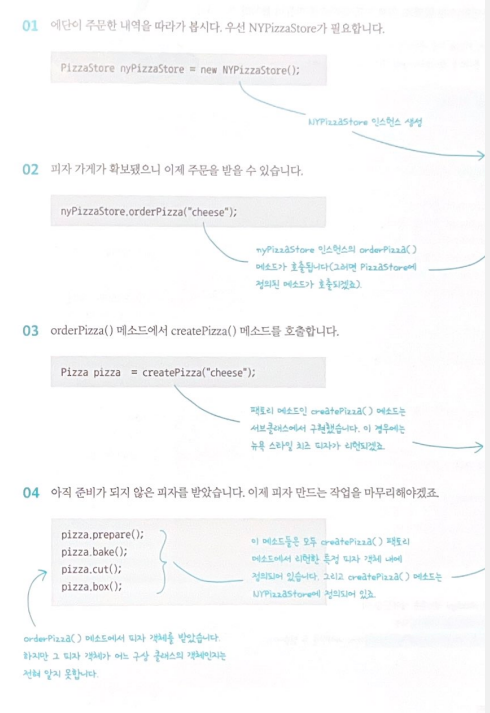 01 에단이 주문한 내역을 따라가 봅시다. 우선 NYPizzaStore가 필요합니다.
PizzaStore nyPizzaStore = new NYPizzaStore();
NYPizzaStore 인스턴스 생성
02 피자 가게가 확보됐으니 이제 주문을 받을 수 있습니다.
nyPizzaStore.orderPizza("cheese");
nyPizzaStore 인스턴스의 orderPizza()
메소드가 호출됩니다(그러면 PizzaStore에
정의된 메소드가 호출되겠죠).
03 orderPizza() 메소드에서 createPizza() 메소드를 호출합니다.
Pizza pizza = createPizza("cheese");
팩토리 메소드인 createPizza() 메소드는
서브클래스에서 구현했습니다. 이 경우에는
뉴욕 스타일 치즈 피자가 리턴되겠죠.
04 아직 준비가 되지 않은 피자를 받았습니다. 이제 피자 만드는 작업을 마무리해야겠죠.
pizza.prepare();
pizza.bake();
pizza.cut();
pizza.box();
이 메소드들은 모두 createPizza() 팩토리
메소드에서 리턴한 특정 피자 객체 내에
정의되어 있습니다. 그리고 createPizza() 메소드는
NYPizzaStore에 정의되어 있죠.
orderPizza() 메소드에서 피자 객체를 받았습니다.
하지만 그 피자 객체가 어느 구상 클래스의 객체인지는
전혀 알지 못합니다.